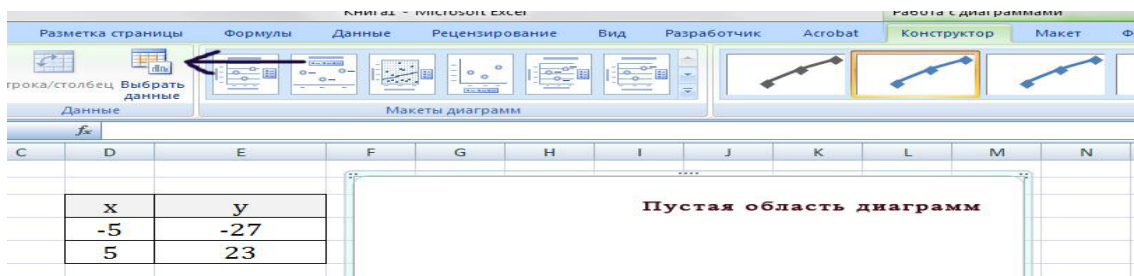 Книга1 - Microsoft Excel
Работа с диаграммами
Разметка страницы Формулы Данные Рецензирование Вид Разработчик Acrobat Конструктор Макет Ф
трока/столбец Выбрать данные
Данные Макеты диаграмм
fx
C D E F G H I J K L M N
x y
Пустая область диаграмм
-5 -27
5 23